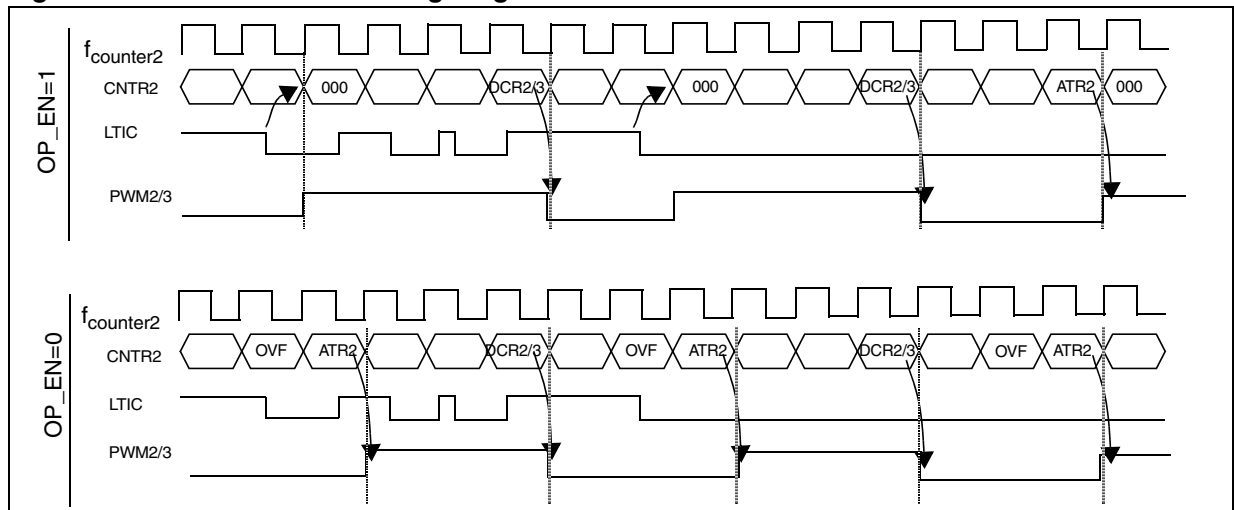 OP_EN=1
fcounter2
CNTR2 000 DCR2/3 000 DCR2/3 ATR2 000
LTIC
PWM2/3
OP_EN=0
fcounter2
CNTR2 OVF ATR2 DCR2/3 OVF ATR2 DCR2/3 OVF ATR2
LTIC
PWM2/3